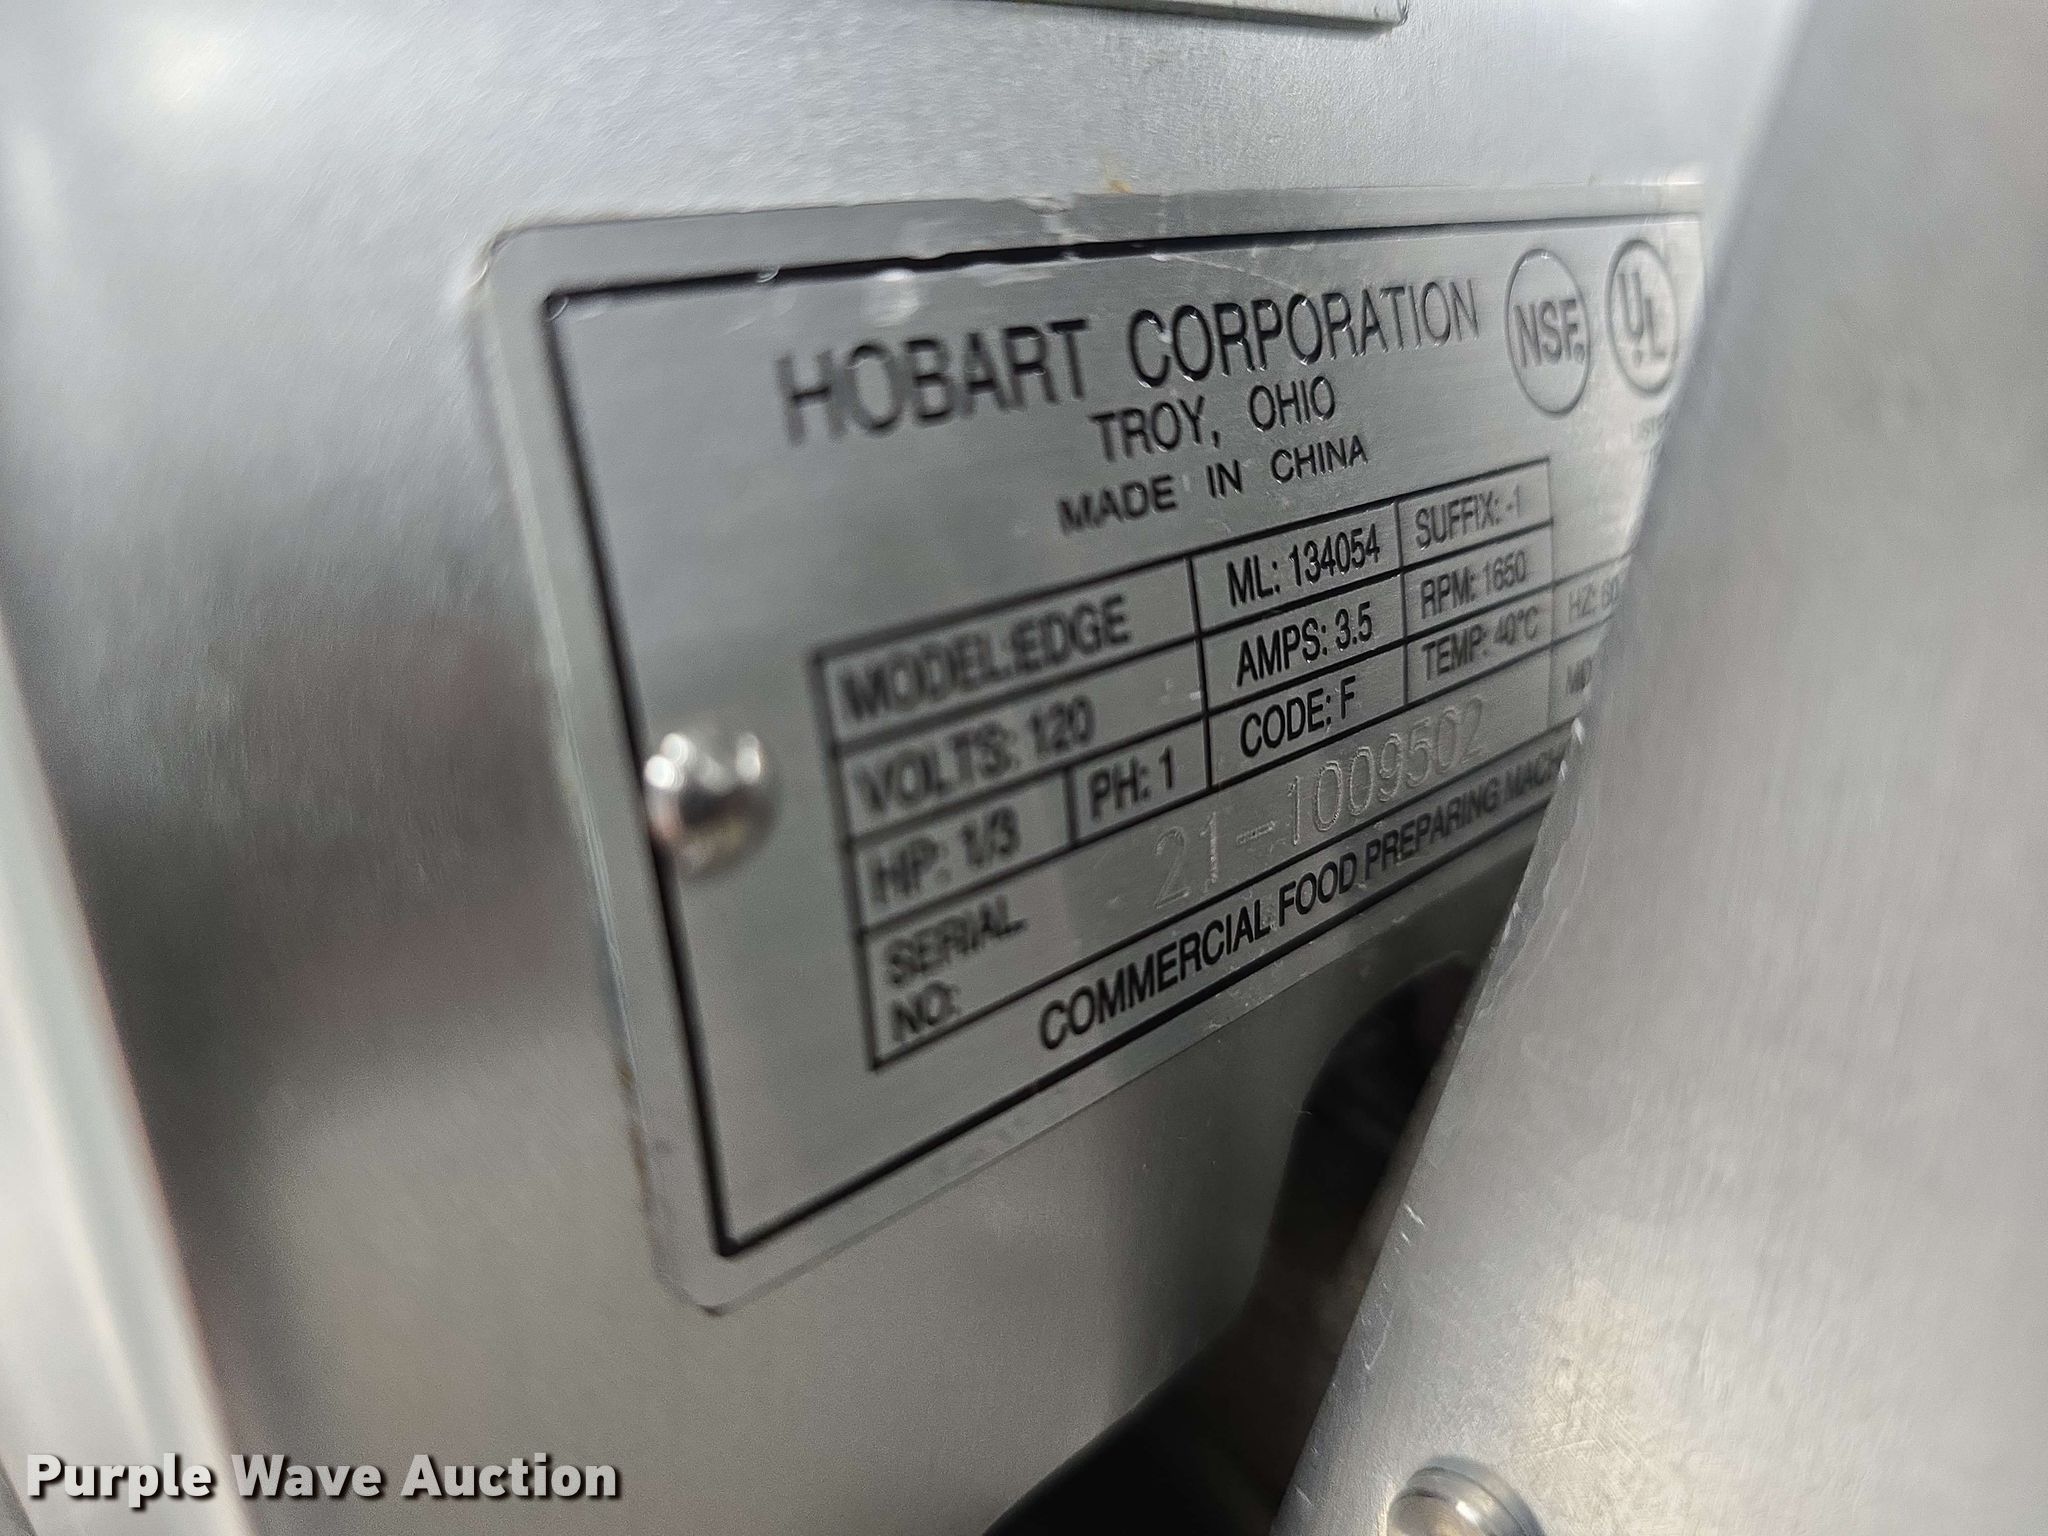 HOBART CORPORATION
NSF
UL
TROY, OHIO
MADE IN CHINA
MODEL:EDGE ML: 134054 SUFFIX: -1
VOLTS: 120 AMPS: 3.5 RPM: 1650 HZ: 60
HP: 1/3 PH: 1 CODE: F TEMP: 40°C
SERIAL NO: 21-1009502
COMMERCIAL FOOD PREPARING
Purple Wave Auction